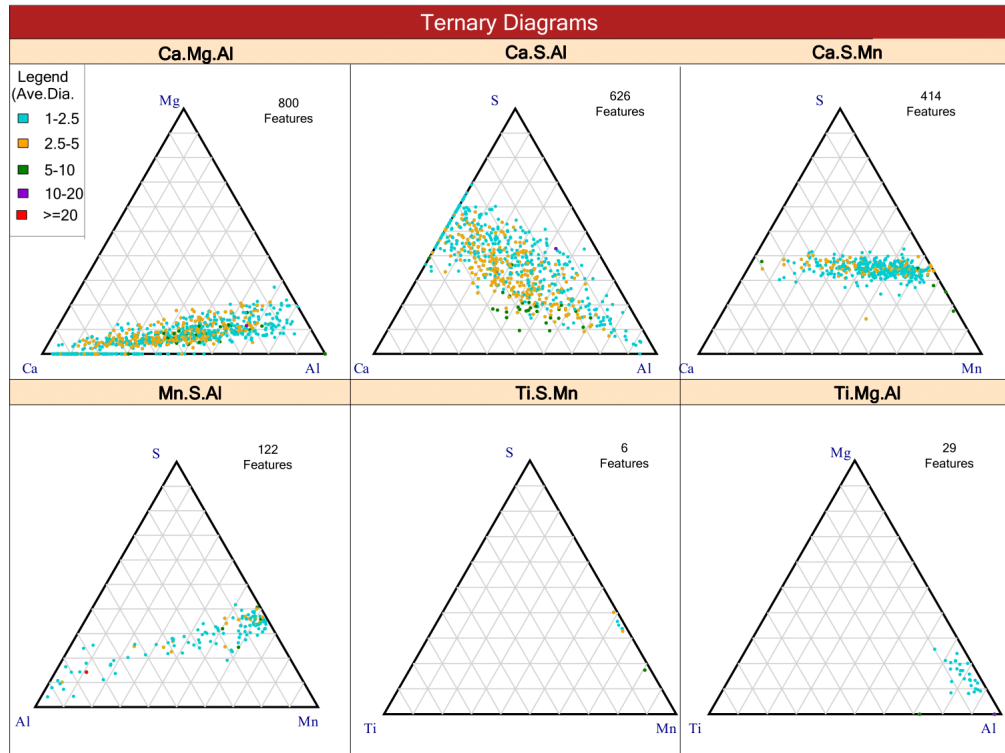 Ternary Diagrams
Ca.Mg.Al
Ca.S.Al
Ca.S.Mn
Legend
(Ave.Dia.
1-2.5
2.5-5
5-10
10-20
>=20
Mg
800
Features
Ca
Al
S
626
Features
Ca
Al
S
414
Features
Ca
Mn
Mn.S.Al
Ti.S.Mn
Ti.Mg.Al
S
122
Features
Al
Mn
S
6
Features
Ti
Mn
Mg
29
Features
Ti
Al